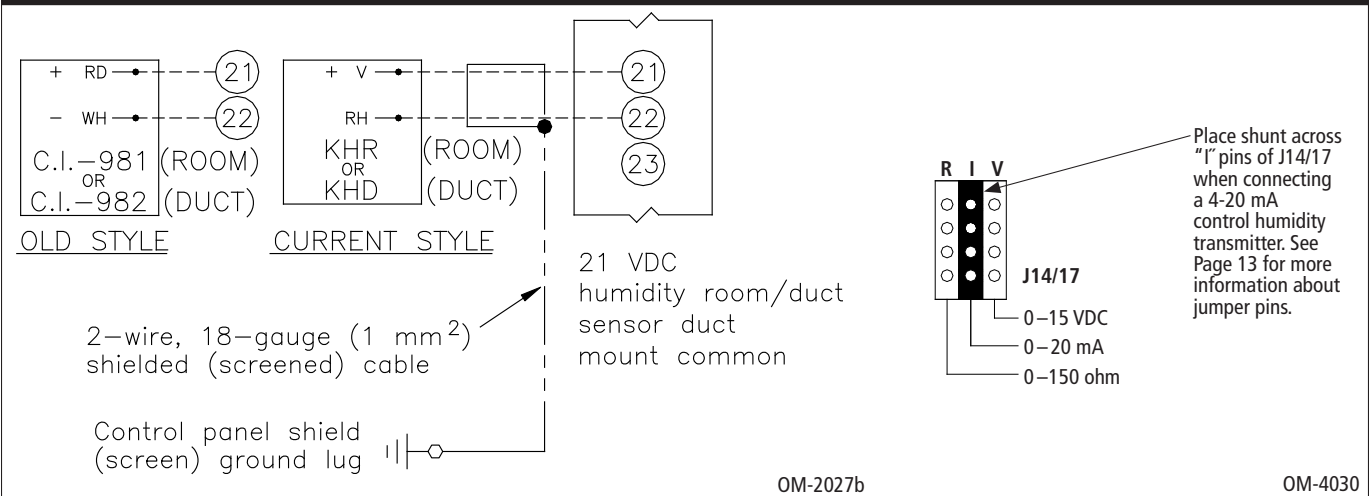 + RD
- WH
C.I.-981 (ROOM)
OR
C.I.-982 (DUCT)
OLD STYLE
21
22
+ V
RH
KHR (ROOM)
OR
KHD (DUCT)
CURRENT STYLE
21
22
23
21 VDC
humidity room/duct
sensor duct
mount common
2-wire, 18-gauge (1 mm²)
shielded (screened) cable
Control panel shield
(screen) ground lug
OM-2027b
R I V
J14/17
0–15 VDC
0–20 mA
0–150 ohm
Place shunt across
"I" pins of J14/17
when connecting
a 4-20 mA
control humidity
transmitter. See
Page 13 for more
information about
jumper pins.
OM-4030